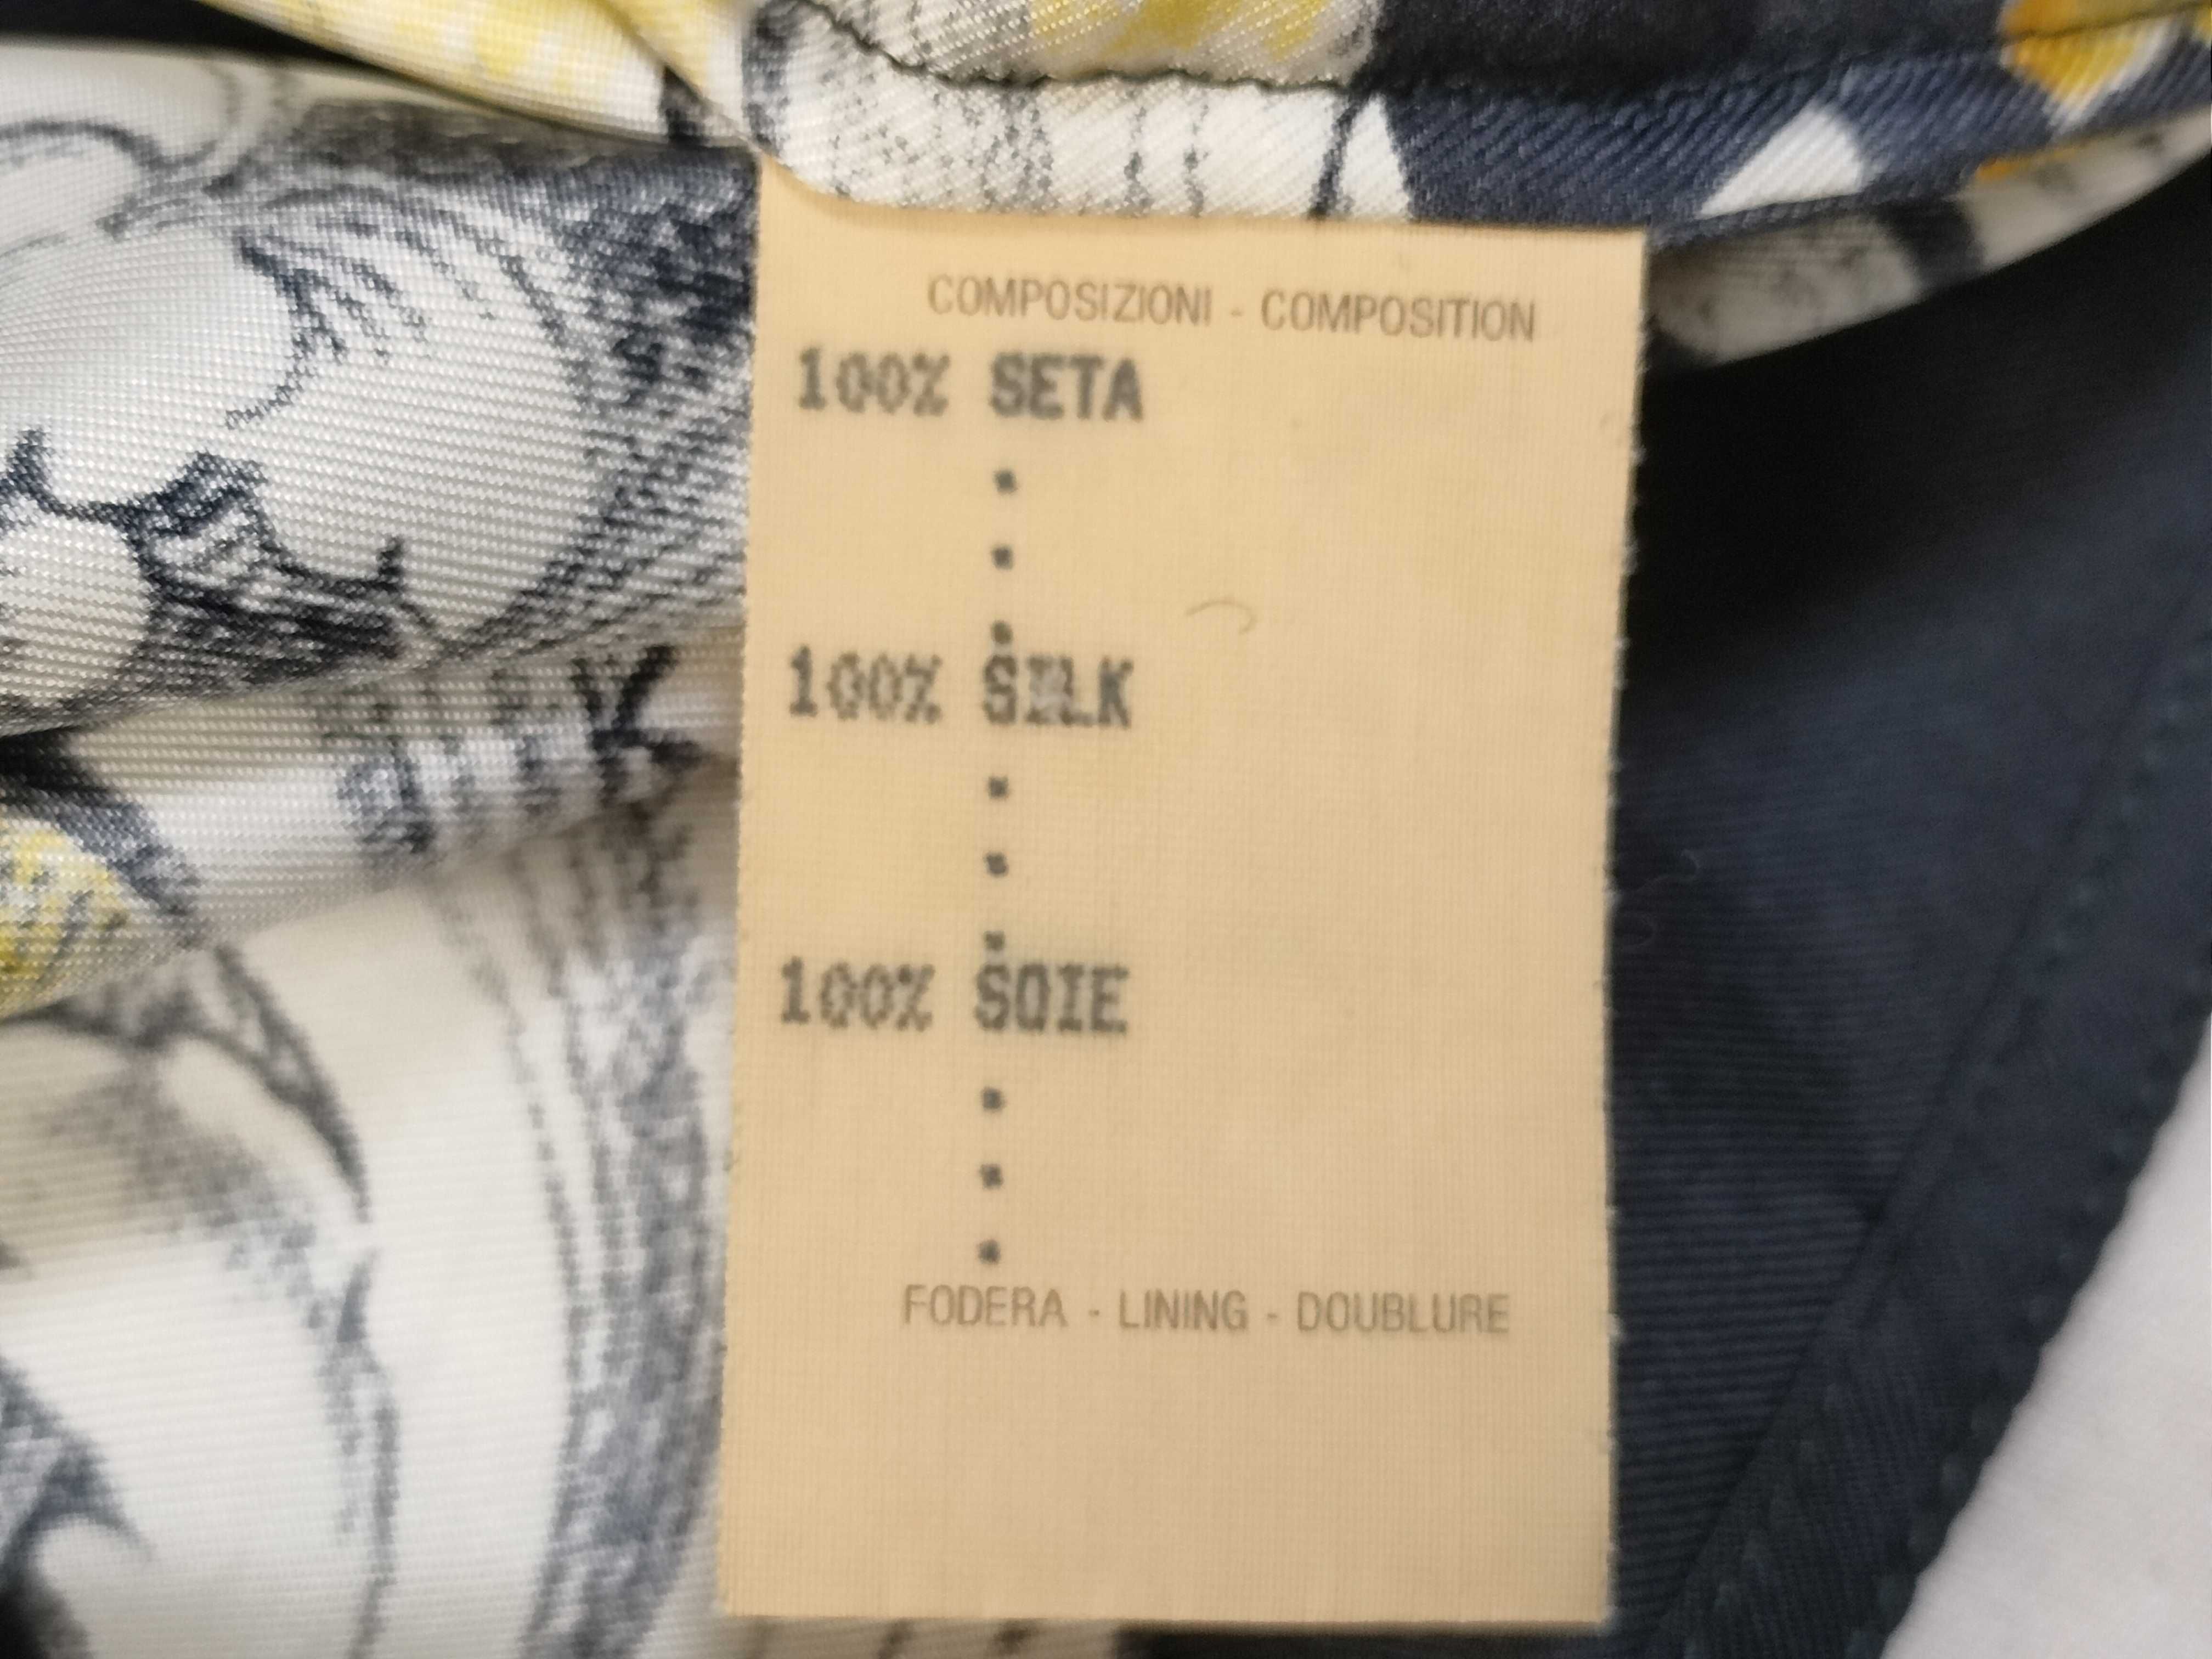 COMPOSIZIONI - COMPOSITION
100% SETA
.
.
.
100% SILK
.
.
.
100% SOIE
.
.
.
FODERA - LINING - DOUBLURE